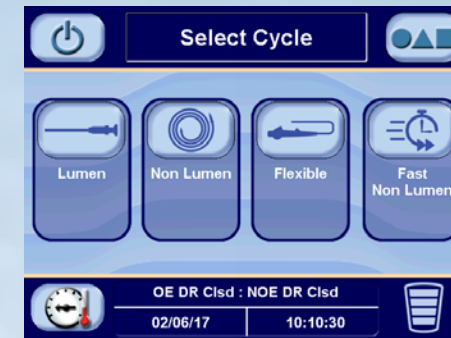 Select Cycle
Lumen
Non Lumen
Flexible
Fast
Non Lumen
OE DR Clsd : NOE DR Clsd
02/06/17
10:10:30